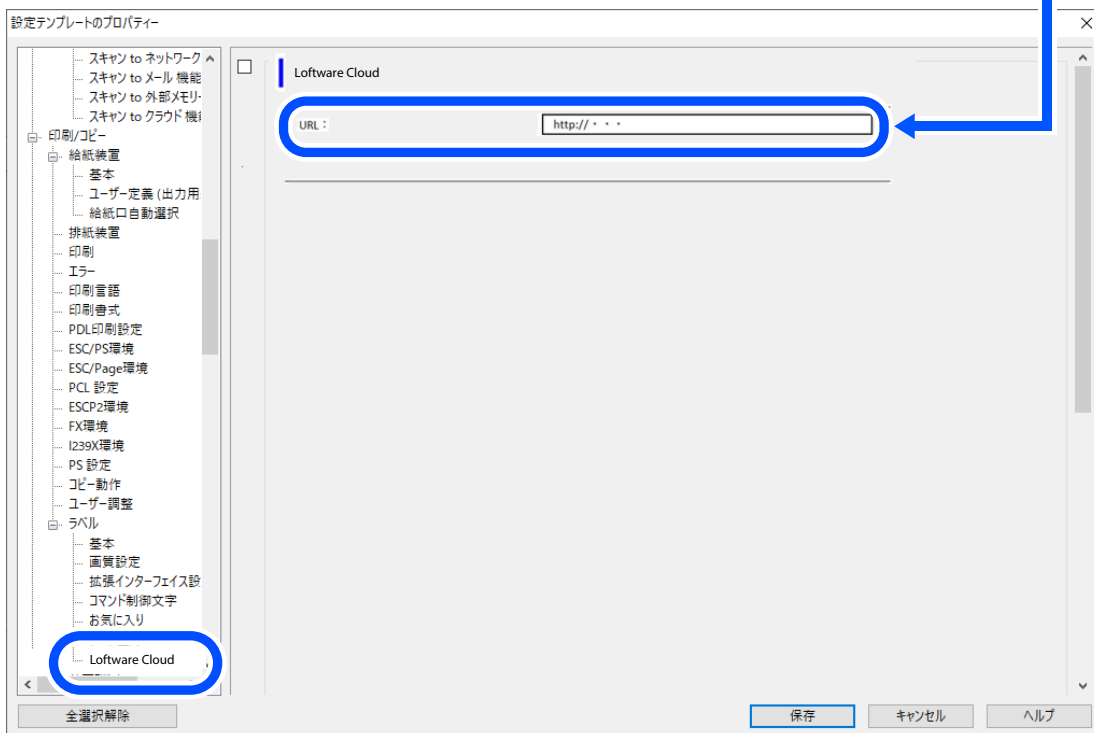 設定テンプレートのプロパティー
スキャン to ネットワーク
スキャン to メール 機能
スキャン to 外部メモリ
スキャン to クラウド 機
印刷/コピー
給紙装置
基本
ユーザー定義 (出力用
給紙口自動選択
排紙装置
印刷
エラー
印刷言語
印刷書式
PDL印刷設定
ESC/PS環境
ESC/Page環境
PCL 設定
ESCP2環境
FX環境
I239X環境
PS 設定
コピー動作
ユーザー調整
ラベル
基本
画質設定
拡張インターフェイス設
コマンド制御文字
お気に入り
Loftware Cloud
Loftware Cloud
URL：
http://・・・
全選択解除
保存
キャンセル
ヘルプ